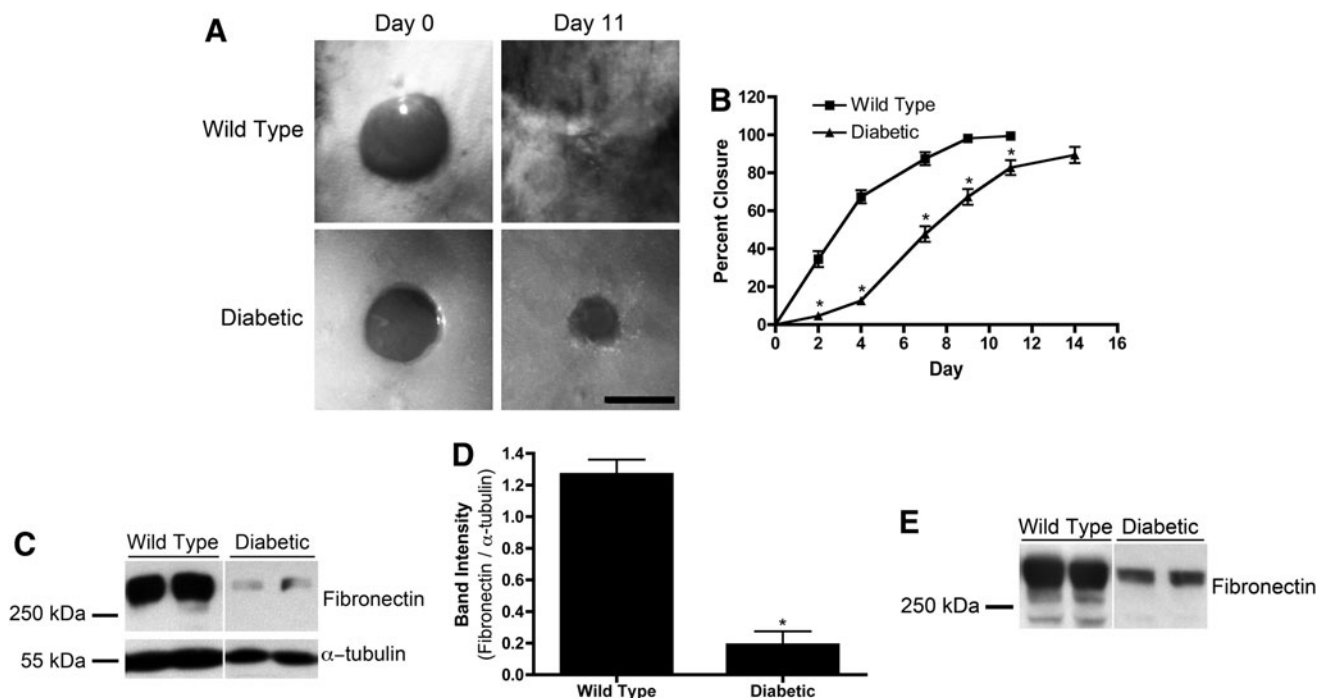 A
Day 0
Day 11
Wild Type
Diabetic
B
Wild Type
Diabetic
Percent Closure
120
100
80
60
40
20
0
*
*
*
*
*
0
2
4
6
8
10
12
14
16
Day
C
Wild Type
Diabetic
Fibronectin
250 kDa
55 kDa
α-tubulin
D
Band Intensity
(Fibronectin / α-tubulin)
1.4
1.2
1.0
0.8
0.6
0.4
0.2
0.0
*
Wild Type
Diabetic
E
Wild Type
Diabetic
Fibronectin
250 kDa